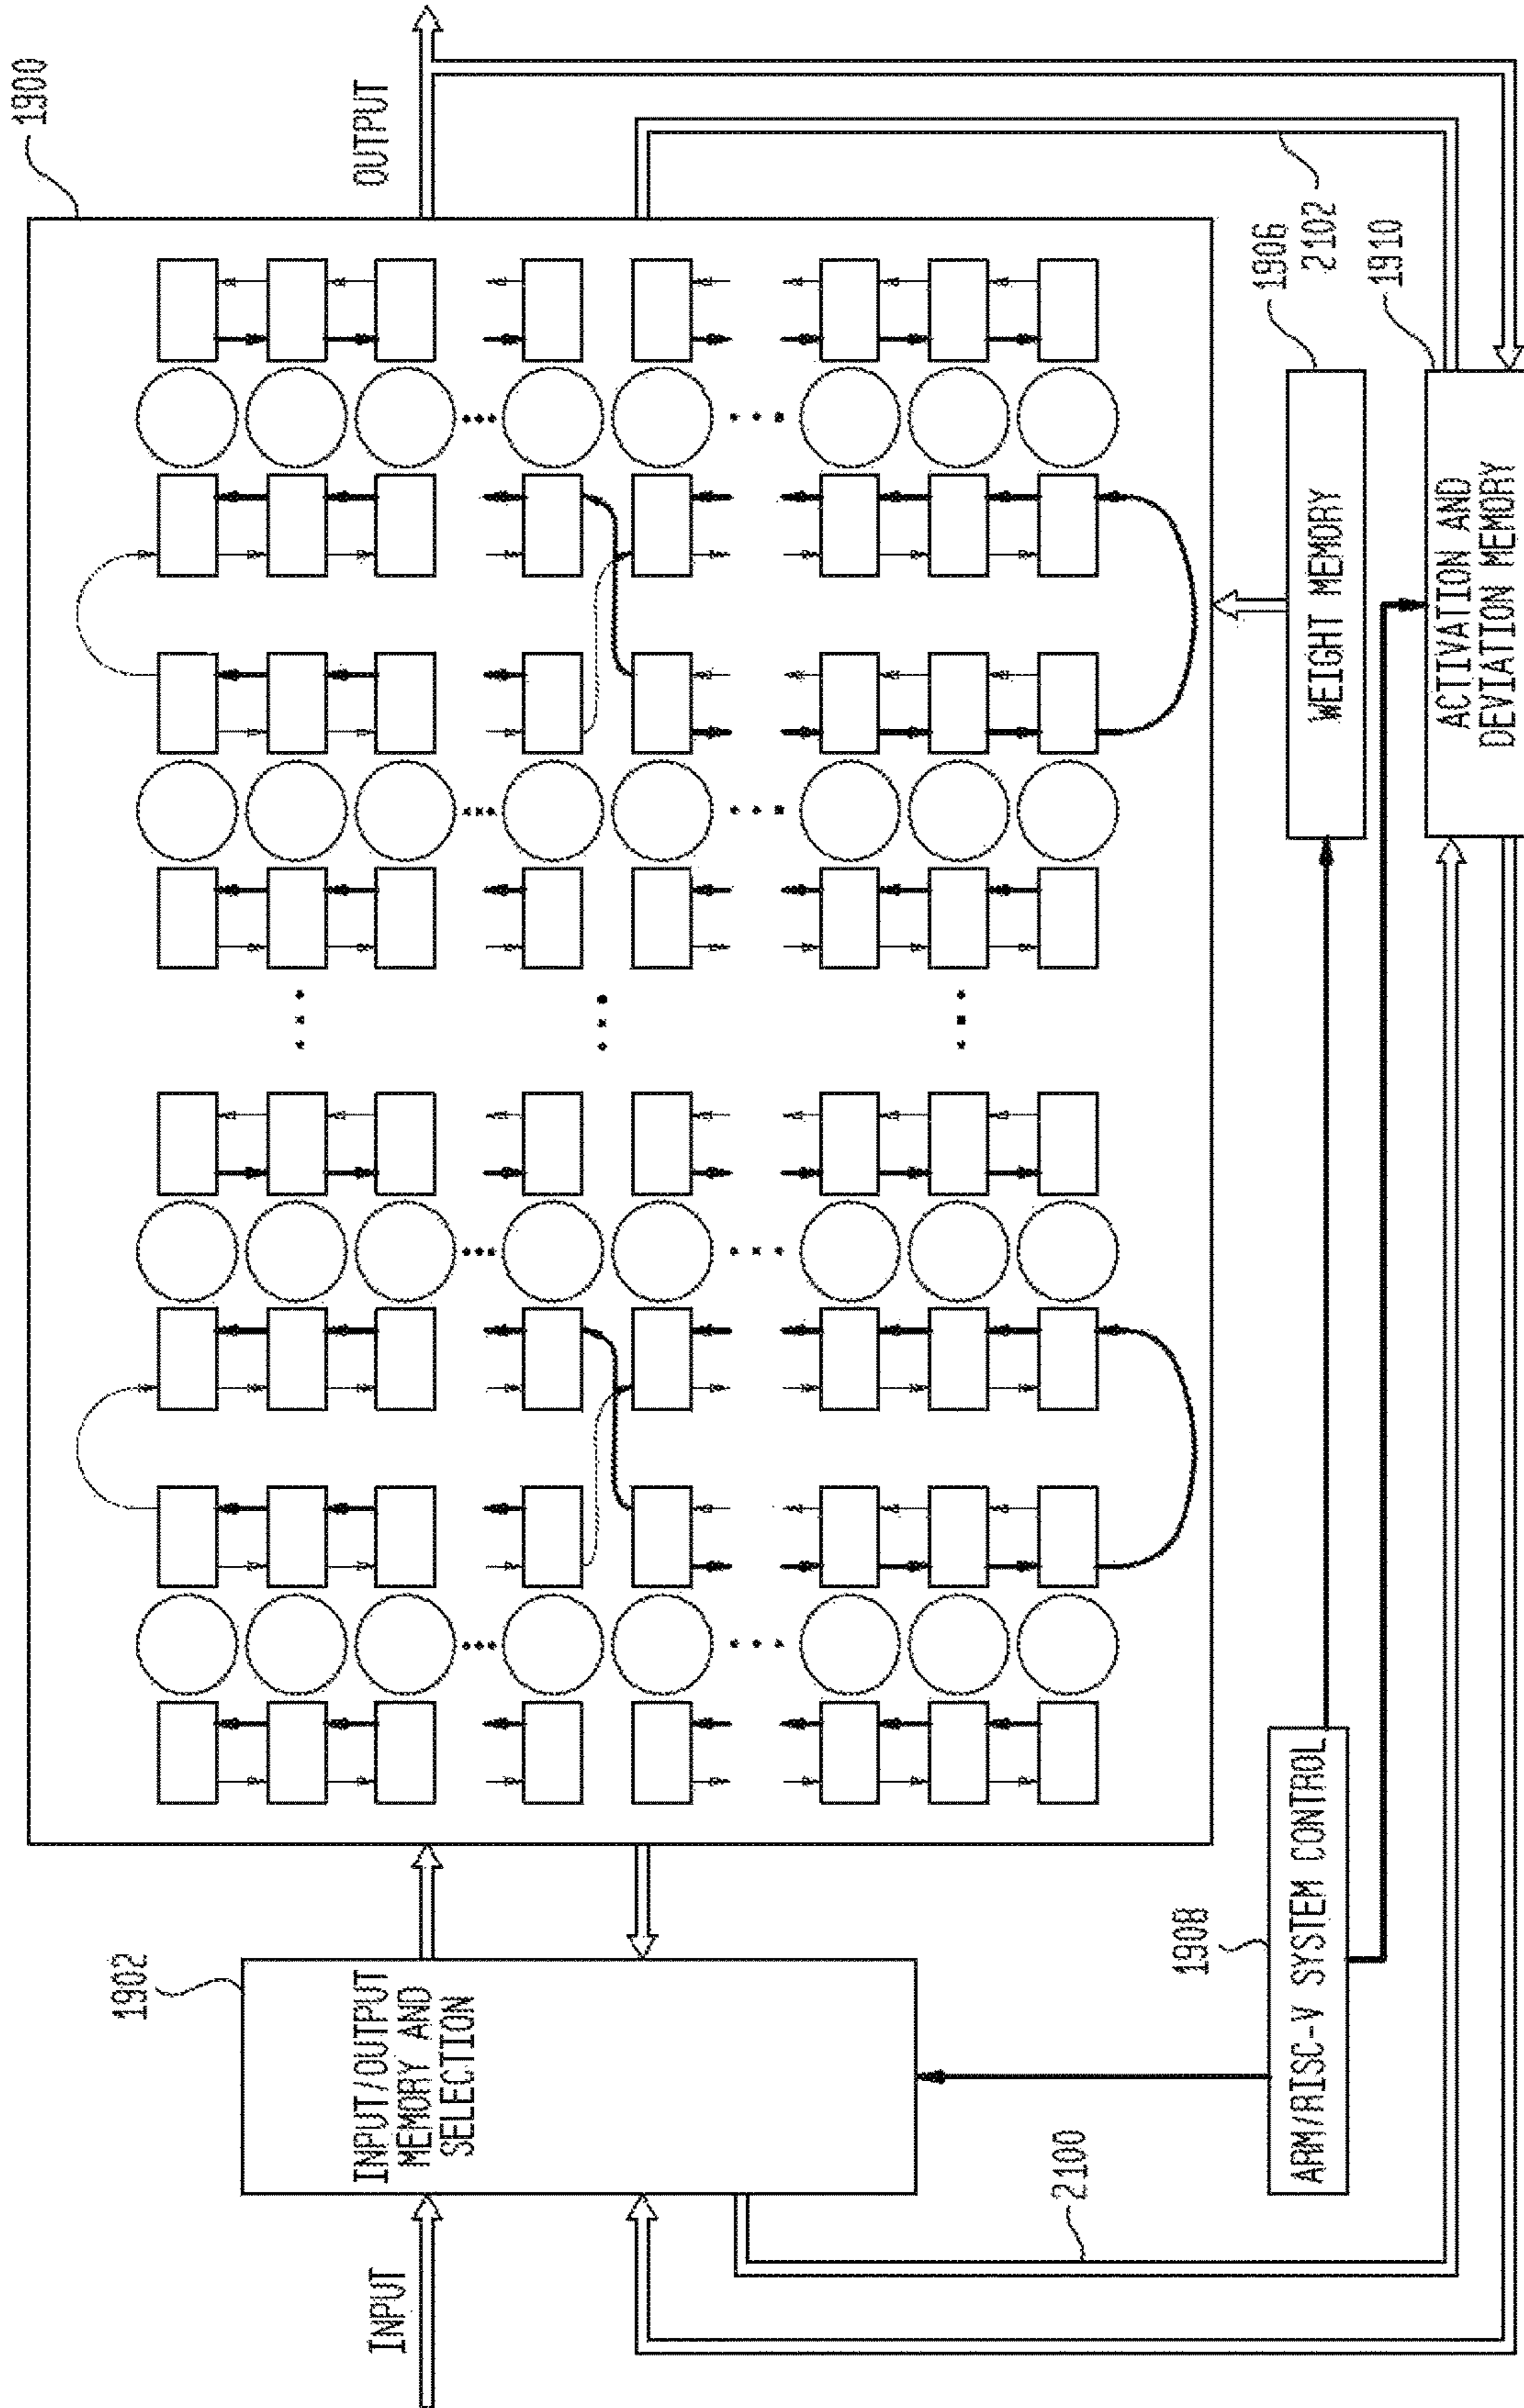 1900
OUTPUT
1902
INPUT/OUTPUT
MEMORY AND
SELECTION
INPUT
1906
2102
1910
WEIGHT MEMORY
ACTIVATION AND
DEVIATION MEMORY
1908
ARM/RISC-V SYSTEM CONTROL
2100